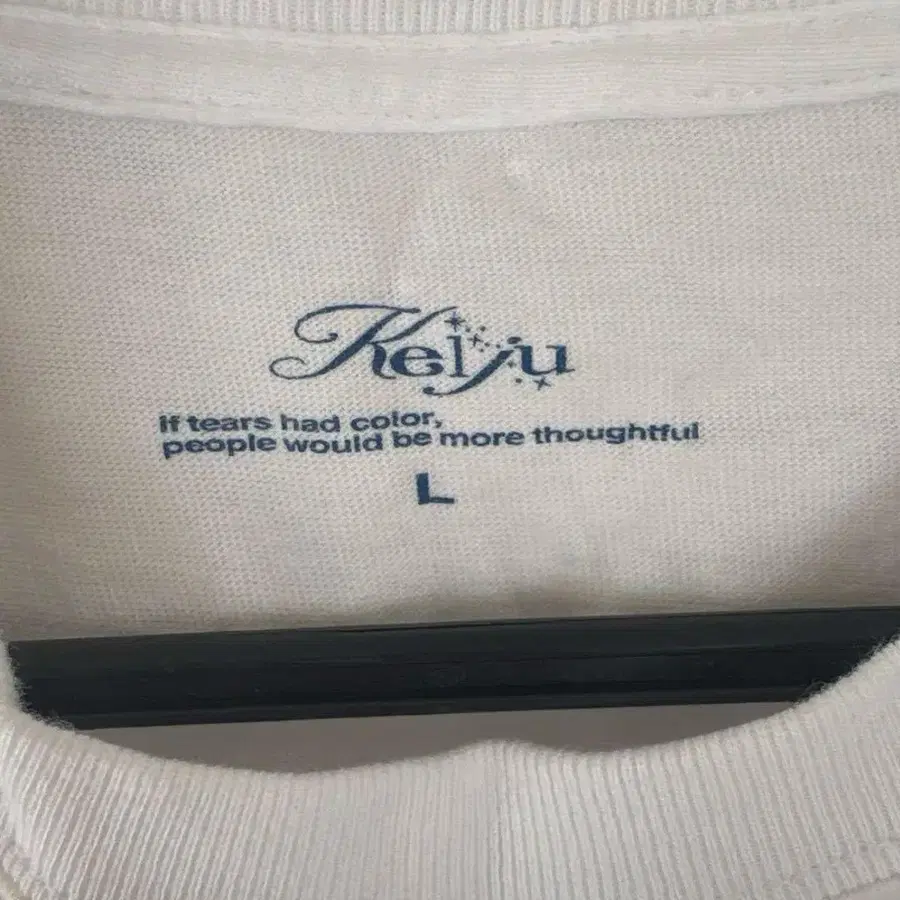 Keiju
If tears had color,
people would be more thoughtful
L